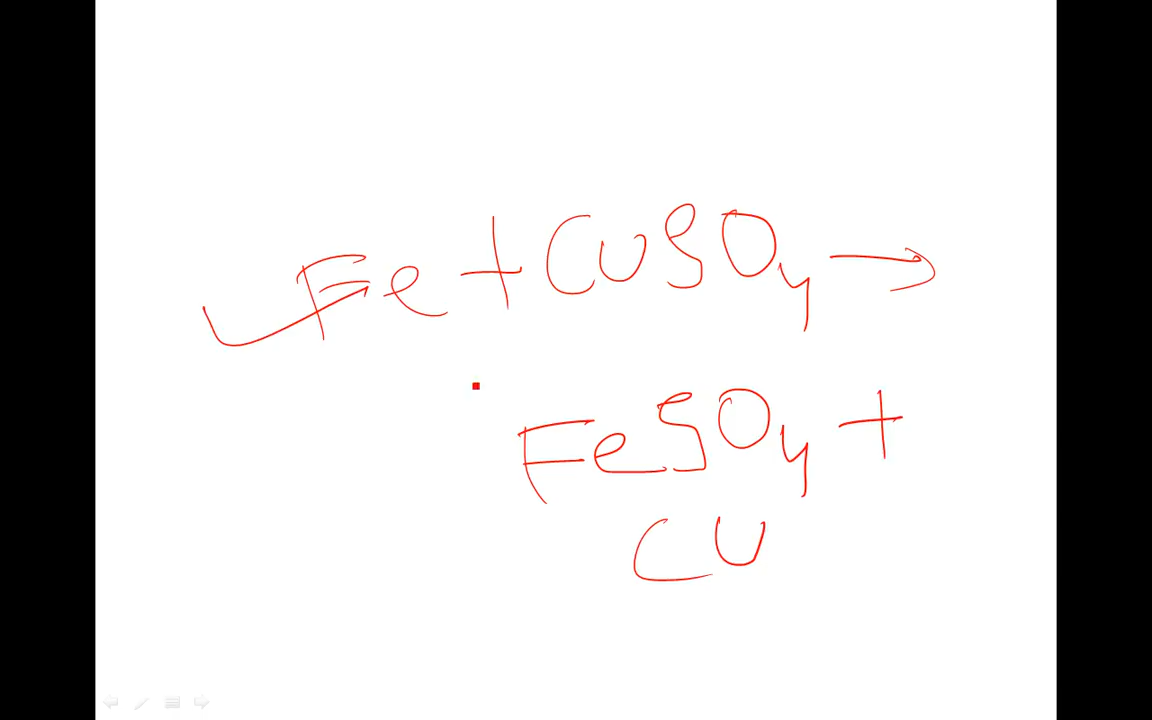 Fe + CuSO4 →
FeSO4 +
Cu